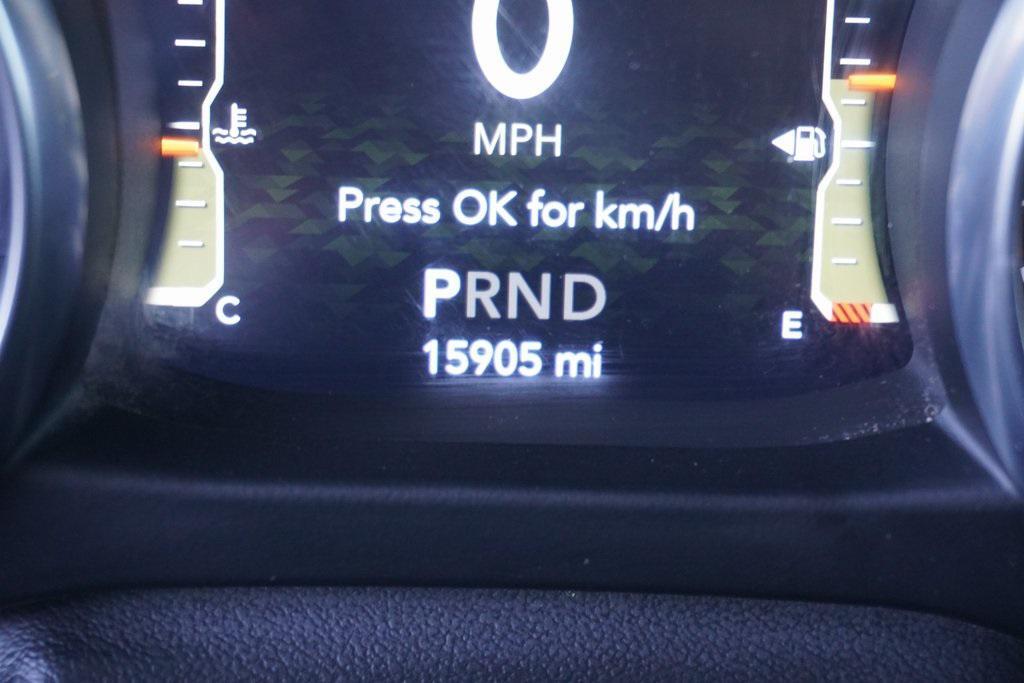 0
MPH
Press OK for km/h
PRND
15905 mi
C
E